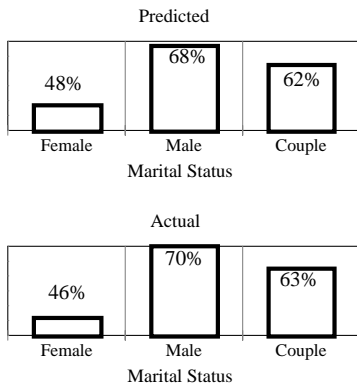 Predicted
48% 68% 62%
Female Male Couple
Marital Status
Actual
46% 70% 63%
Female Male Couple
Marital Status